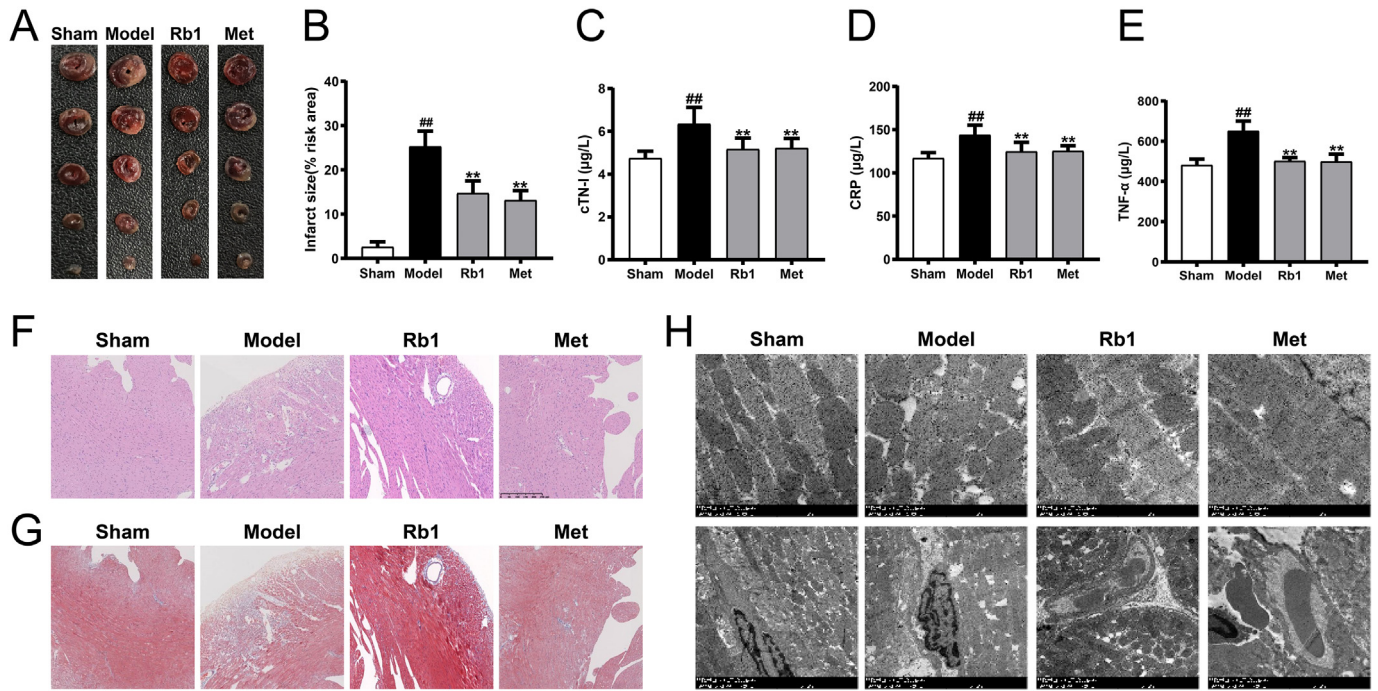 A
Sham Model Rb1 Met
B
Infarct size(% risk area)
40
30
20
10
0
##
**
**
Sham Model Rb1 Met
C
cTN-I (µg/L)
8
6
4
2
0
##
**
**
Sham Model Rb1 Met
D
CRP (µg/L)
200
150
100
50
0
##
**
**
Sham Model Rb1 Met
E
TNF-α (µg/L)
800
600
400
200
0
##
**
**
Sham Model Rb1 Met
F
Sham Model Rb1 Met
G
Sham Model Rb1 Met
H
Sham Model Rb1 Met